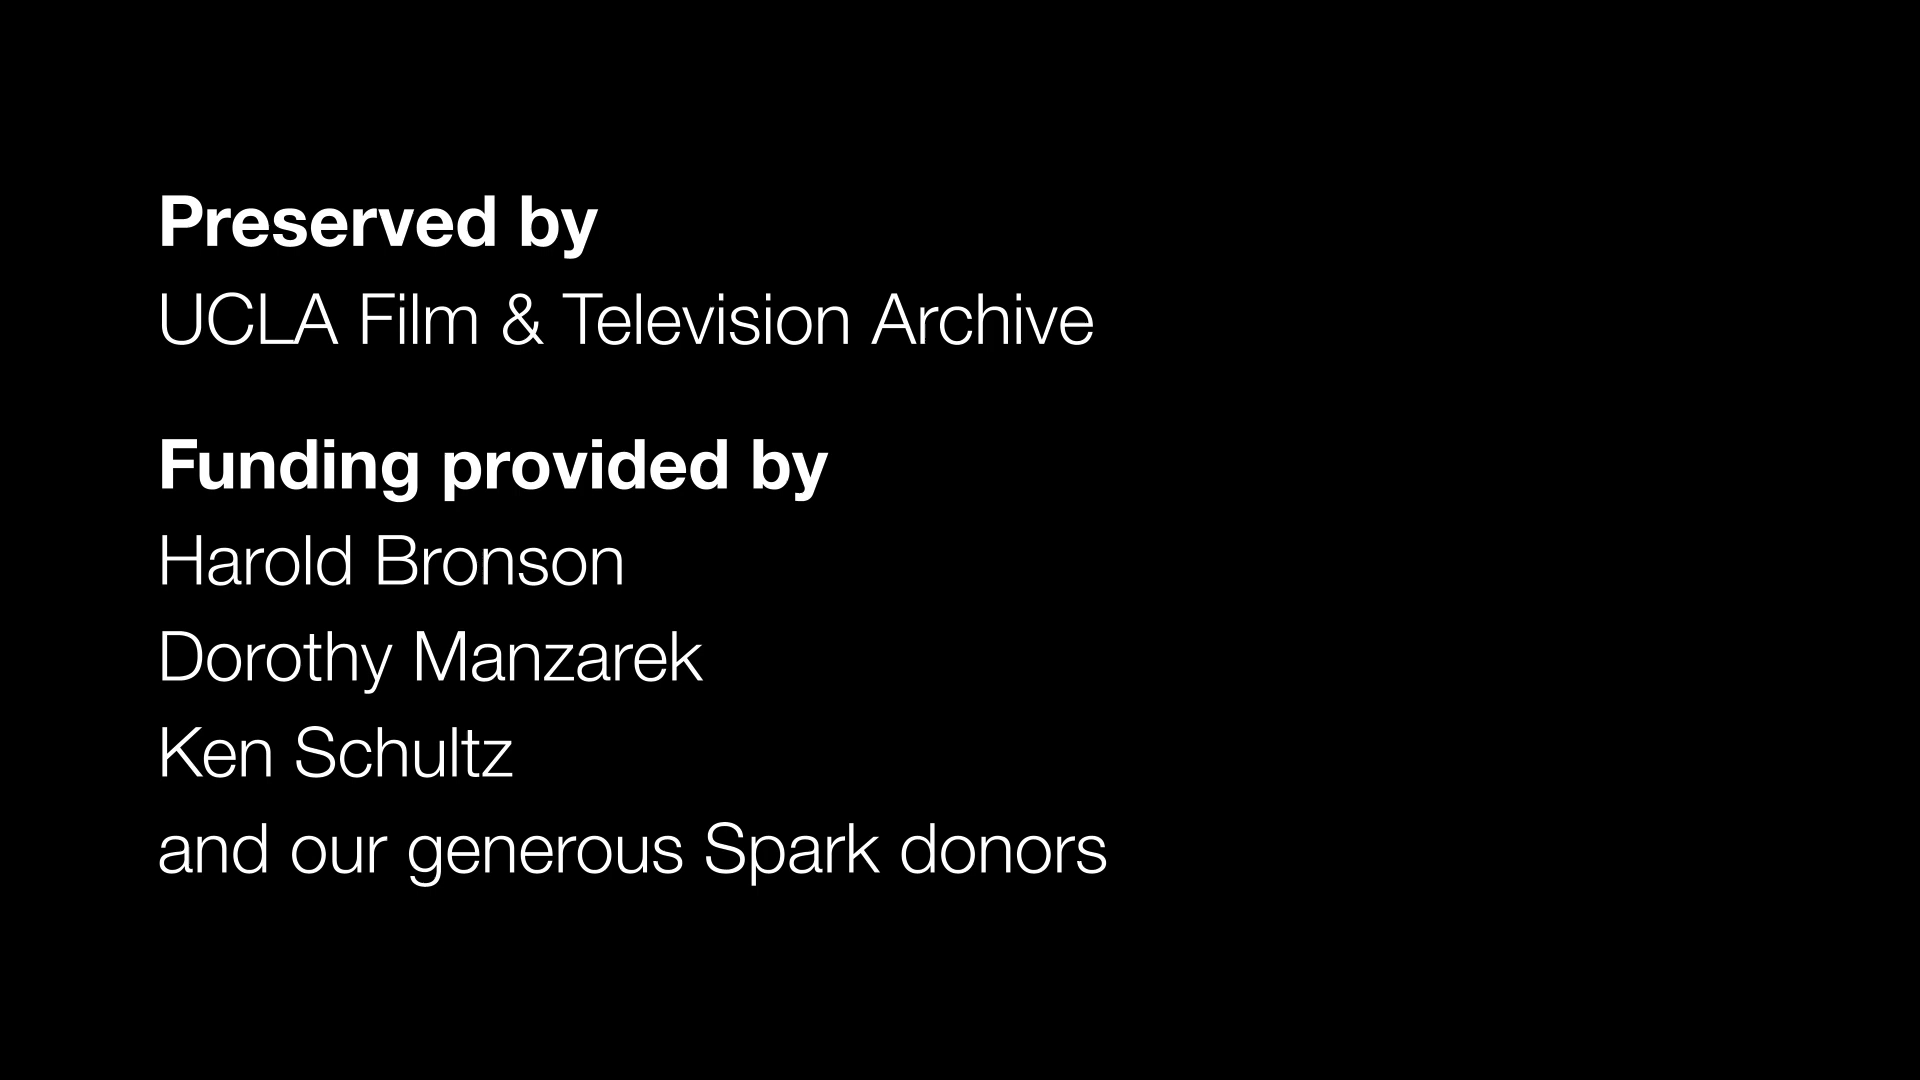 Preserved by
UCLA Film & Television Archive
Funding provided by
Harold Bronson
Dorothy Manzarek
Ken Schultz
and our generous Spark donors